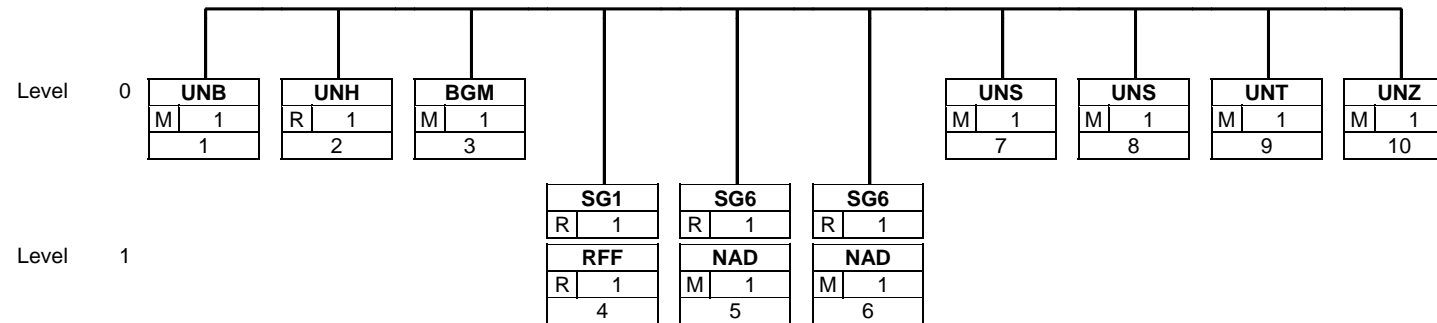 Level 0 UNB UNH BGM UNS UNS UNT UNZ
M 1 R 1 M 1 M 1 M 1 M 1 M 1
1 2 3 7 8 9 10
SG1 SG6 SG6
R 1 R 1 R 1
Level 1 RFF NAD NAD
R 1 M 1 M 1
4 5 6